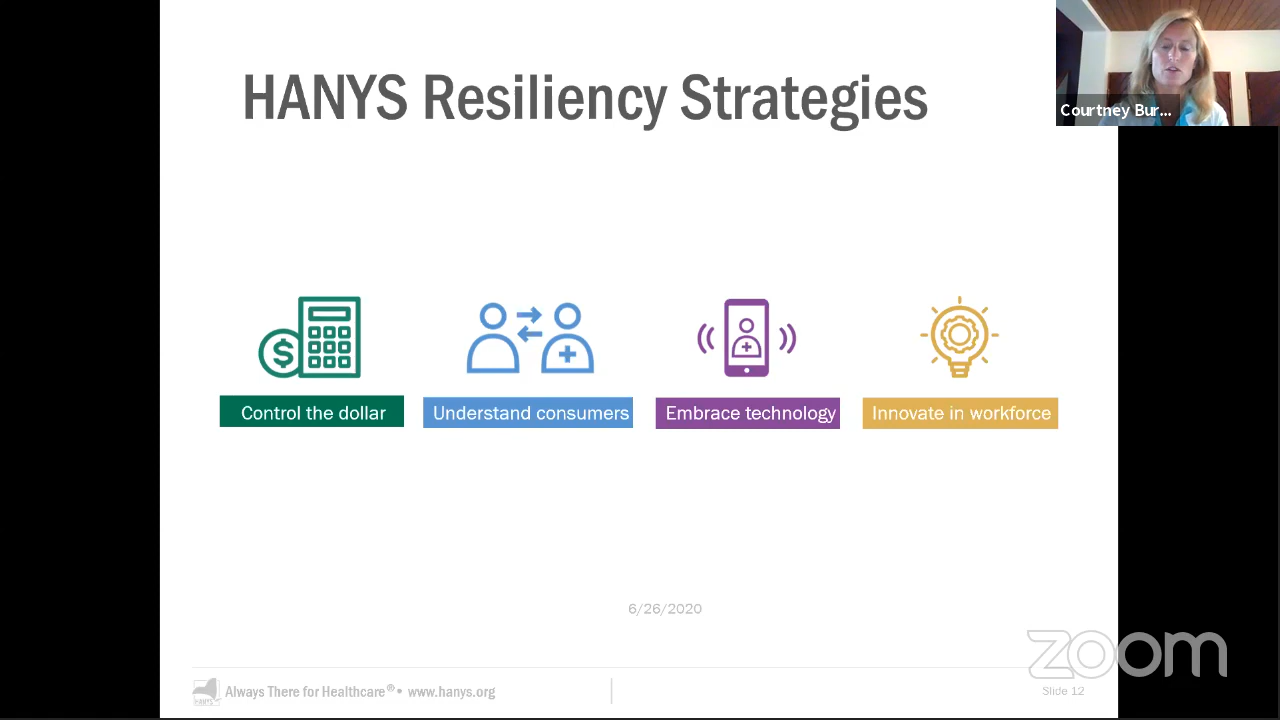 HANYS Resiliency Strategies
Courtney Bur...
$
Control the dollar
Understand consumers
Embrace technology
Innovate in workforce
6/26/2020
zoom
HANYS
Always There for Healthcare®• www.hanys.org
Slide 12